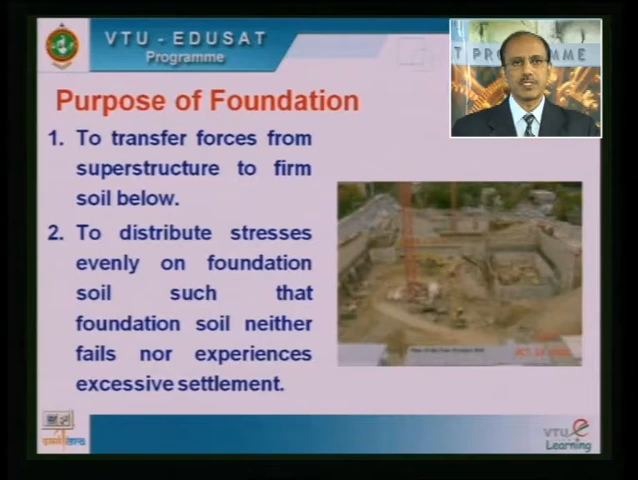 VTU - EDUSAT
Programme
T PROGRAMME
Purpose of Foundation
1. To transfer forces from
superstructure to firm
soil below.
2. To distribute stresses
evenly on foundation
soil such that
foundation soil neither
fails nor experiences
excessive settlement.
VTU e
Learning